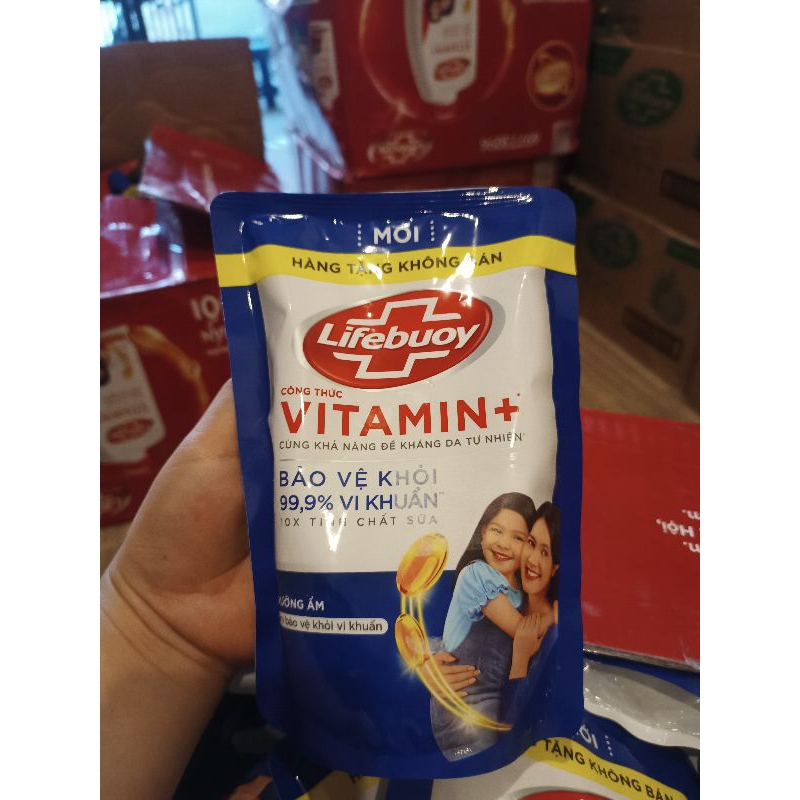 MỚI
HÀNG TẶNG KHÔNG BÁN
Lifebuoy
CÔNG THỨC
VITAMIN+
CÙNG KHẢ NĂNG ĐỀ KHÁNG DA TỰ NHIÊN*
BẢO VỆ KHỎI
99,9% VI KHUẨN**
10X TINH CHẤT SỮA
DƯỠNG ẨM
bảo vệ khỏi vi khuẩn
Lifebuoy
10
TẶNG KHÔNG BÁN